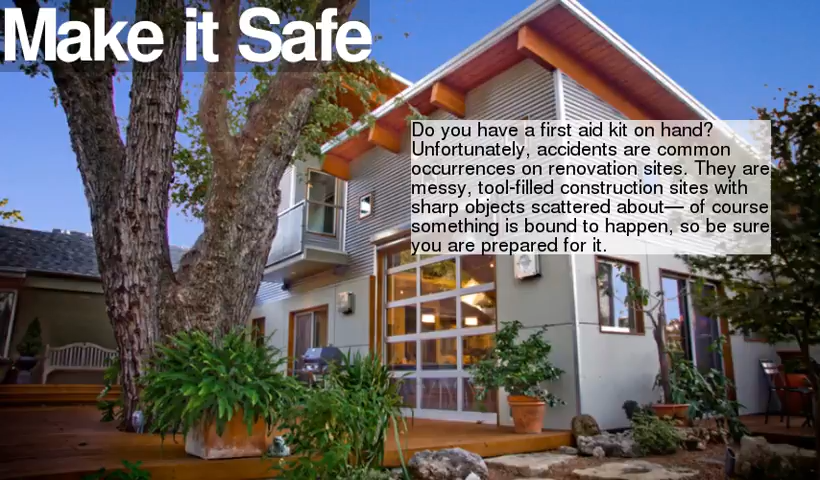 Make it Safe
Do you have a first aid kit on hand?
Unfortunately, accidents are common
occurrences on renovation sites. They are
messy, tool-filled construction sites with
sharp objects scattered about— of course
something is bound to happen, so be sure
you are prepared for it.